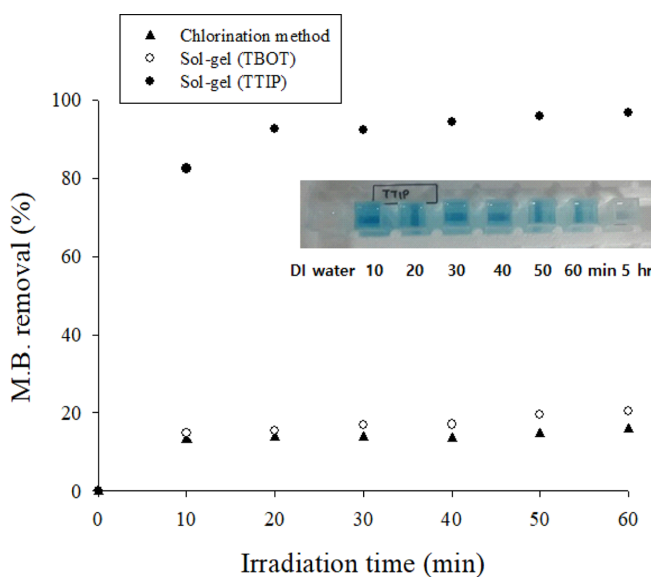 Chlorination method
Sol-gel (TBOT)
Sol-gel (TTIP)
100
80
60
40
20
0
M.B. removal (%)
TTIP
DI water 10 20 30 40 50 60 min 5 hr
0 10 20 30 40 50 60
Irradiation time (min)